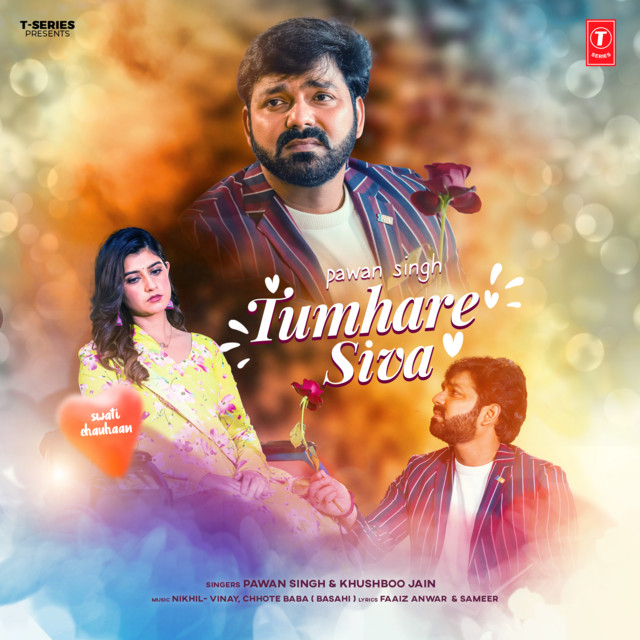 T-SERIES
PRESENTS
T
SERIES
pawan singh
Tumhare
Siva
swati
chauhaan
SINGERS PAWAN SINGH & KHUSHBOO JAIN
MUSIC NIKHIL- VINAY, CHHOTE BABA ( BASAHI ) LYRICS FAAIZ ANWAR & SAMEER